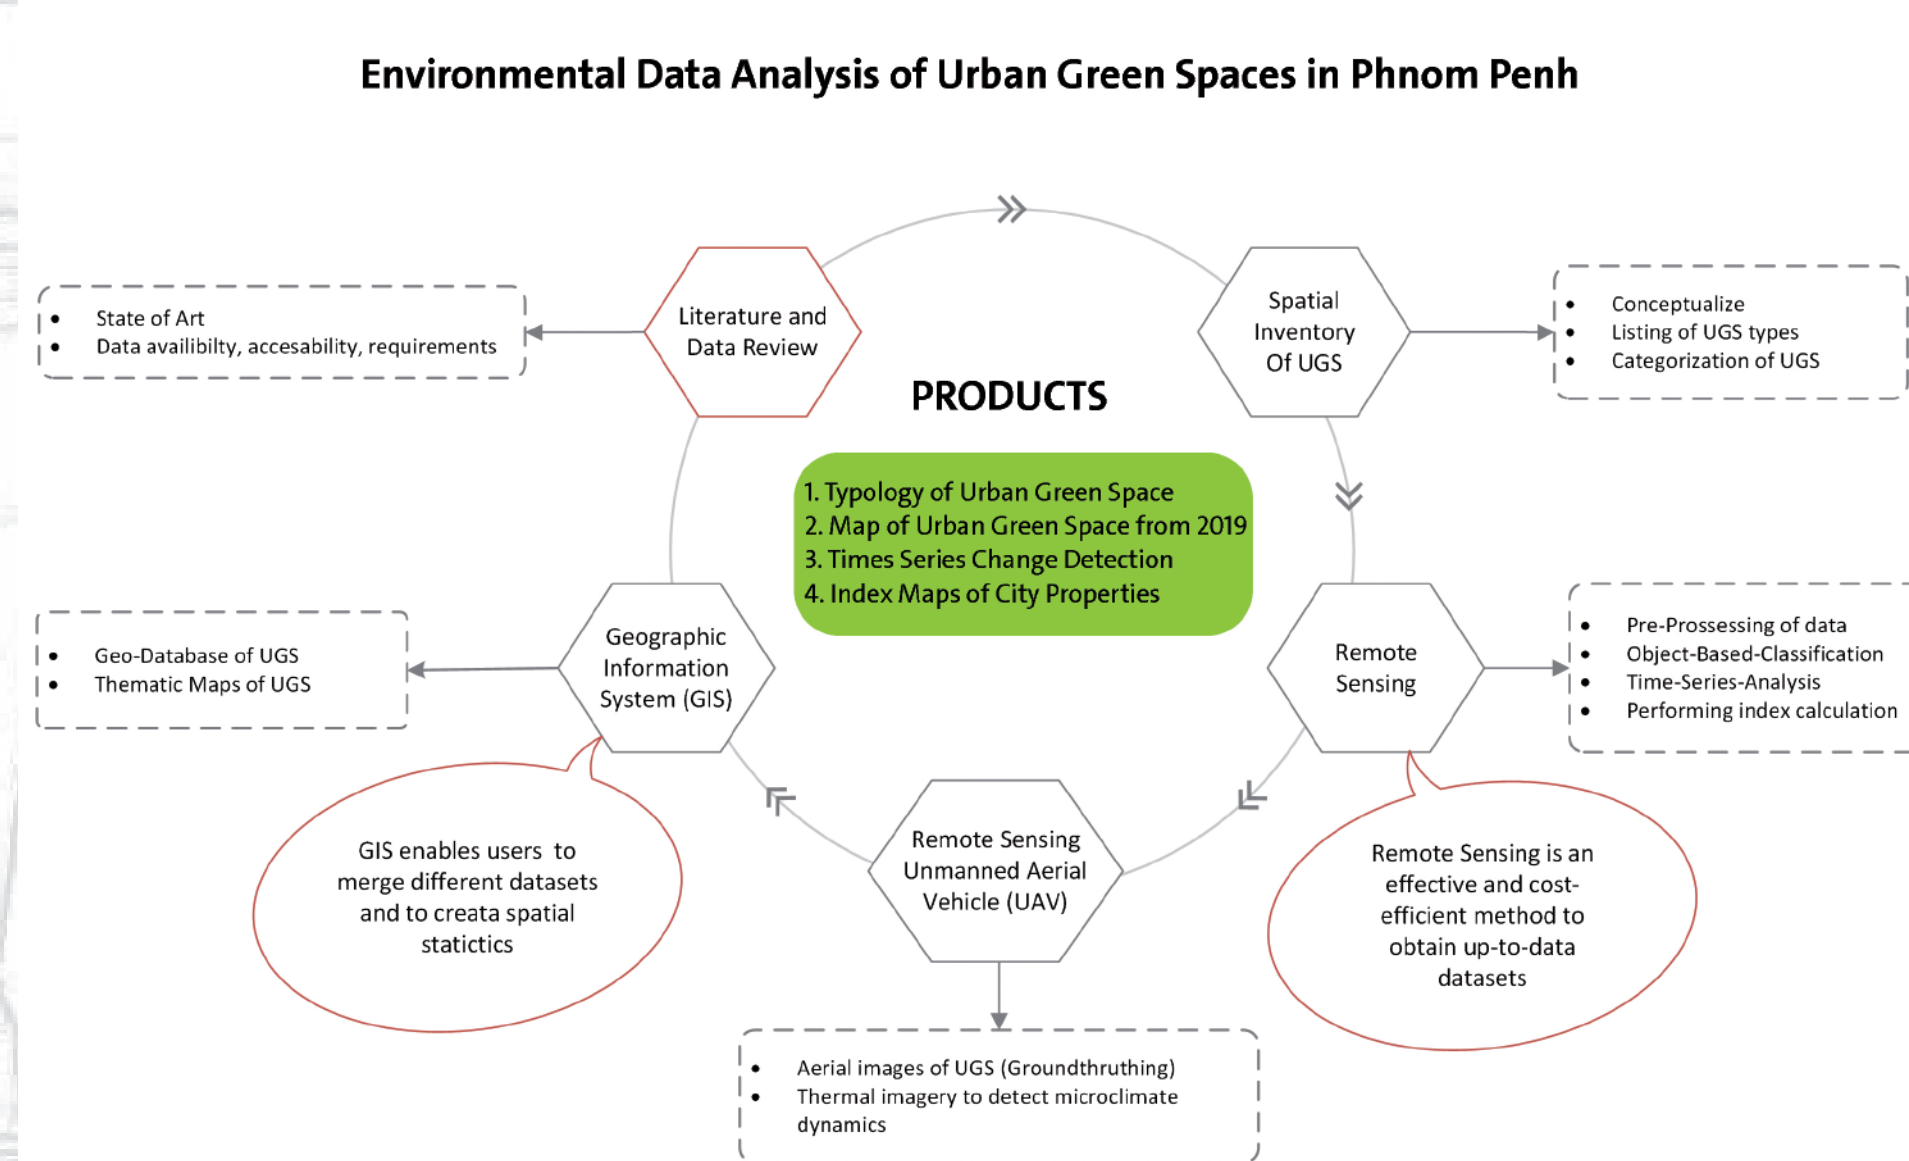 Environmental Data Analysis of Urban Green Spaces in Phnom Penh
Literature and
Data Review
• State of Art
• Data availibilty, accesability, requirements
Spatial
Inventory
Of UGS
• Conceptualize
• Listing of UGS types
• Categorization of UGS
PRODUCTS
1. Typology of Urban Green Space
2. Map of Urban Green Space from 2019
3. Times Series Change Detection
4. Index Maps of City Properties
Remote
Sensing
• Pre-Prossessing of data
• Object-Based-Classification
• Time-Series-Analysis
• Performing index calculation
Remote Sensing is an
effective and cost-
efficient method to
obtain up-to-data
datasets
Remote Sensing
Unmanned Aerial
Vehicle (UAV)
• Aerial images of UGS (Groundthruthing)
• Thermal imagery to detect microclimate
dynamics
Geographic
Information
System (GIS)
• Geo-Database of UGS
• Thematic Maps of UGS
GIS enables users to
merge different datasets
and to creata spatial
statictics